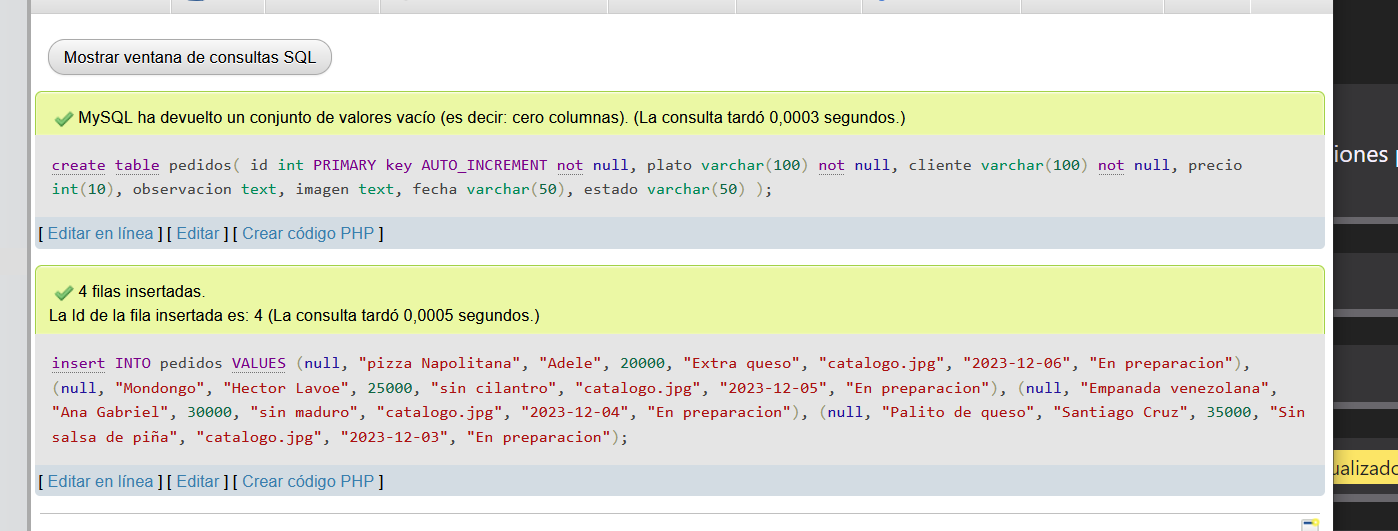 Mostrar ventana de consultas SQL
MySQL ha devuelto un conjunto de valores vacío (es decir: cero columnas). (La consulta tardó 0,0003 segundos.)
create table pedidos( id int PRIMARY key AUTO_INCREMENT not null, plato varchar(100) not null, cliente varchar(100) not null, precio
int(10), observacion text, imagen text, fecha varchar(50), estado varchar(50) );
[ Editar en línea ] [ Editar ] [ Crear código PHP ]
4 filas insertadas.
La Id de la fila insertada es: 4 (La consulta tardó 0,0005 segundos.)
insert INTO pedidos VALUES (null, "pizza Napolitana", "Adele", 20000, "Extra queso", "catalogo.jpg", "2023-12-06", "En preparacion"),
(null, "Mondongo", "Hector Lavoe", 25000, "sin cilantro", "catalogo.jpg", "2023-12-05", "En preparacion"), (null, "Empanada venezolana",
"Ana Gabriel", 30000, "sin maduro", "catalogo.jpg", "2023-12-04", "En preparacion"), (null, "Palito de queso", "Santiago Cruz", 35000, "Sin
salsa de piña", "catalogo.jpg", "2023-12-03", "En preparacion");
[ Editar en línea ] [ Editar ] [ Crear código PHP ]
iones
ualizado